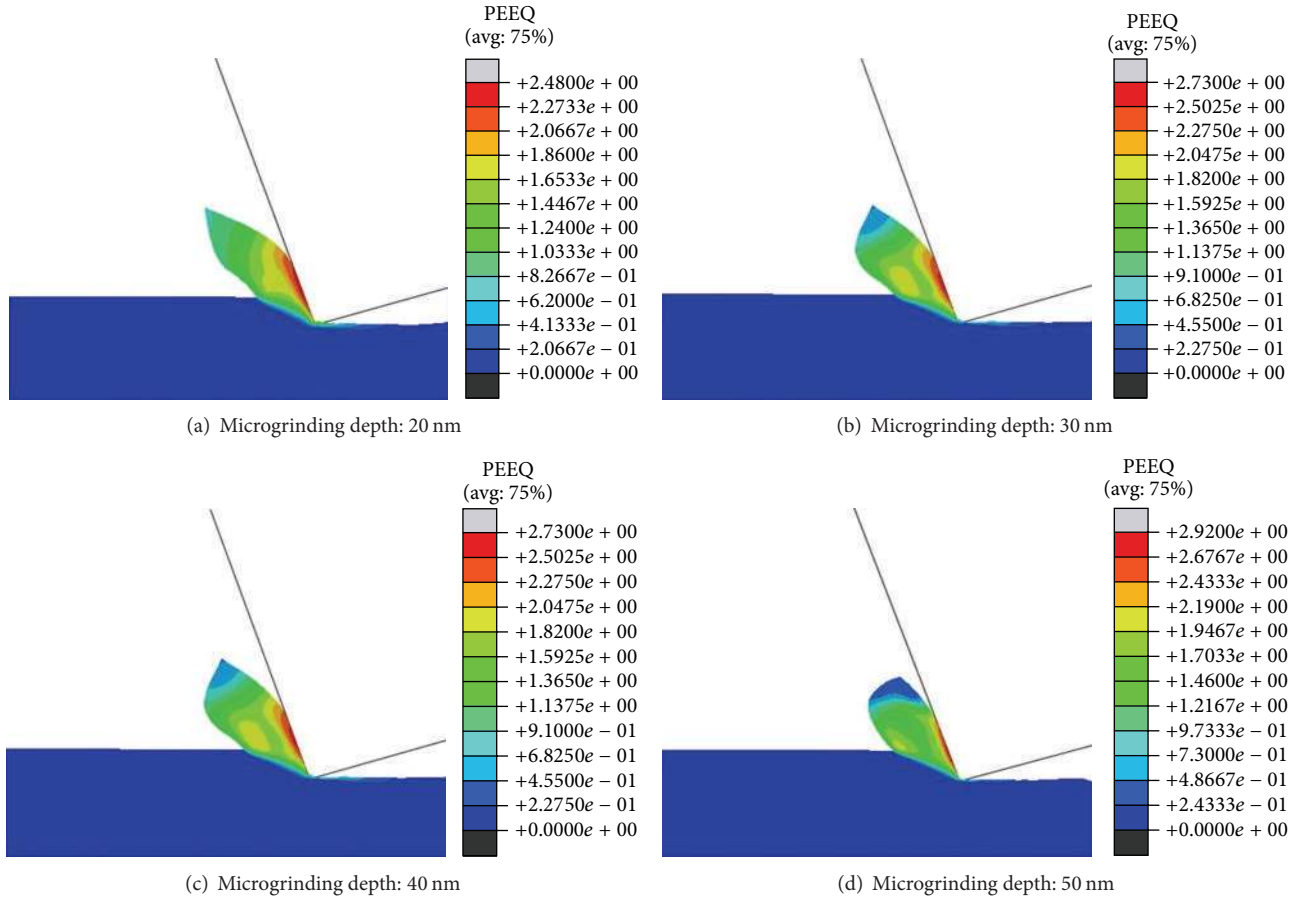 PEEQ
(avg: 75%)
+2.4800e + 00
+2.2733e + 00
+2.0667e + 00
+1.8600e + 00
+1.6533e + 00
+1.4467e + 00
+1.2400e + 00
+1.0333e + 00
+8.2667e − 01
+6.2000e − 01
+4.1333e − 01
+2.0667e − 01
+0.0000e + 00
(a) Microgrinding depth: 20 nm
PEEQ
(avg: 75%)
+2.7300e + 00
+2.5025e + 00
+2.2750e + 00
+2.0475e + 00
+1.8200e + 00
+1.5925e + 00
+1.3650e + 00
+1.1375e + 00
+9.1000e − 01
+6.8250e − 01
+4.5500e − 01
+2.2750e − 01
+0.0000e + 00
(b) Microgrinding depth: 30 nm
PEEQ
(avg: 75%)
+2.7300e + 00
+2.5025e + 00
+2.2750e + 00
+2.0475e + 00
+1.8200e + 00
+1.5925e + 00
+1.3650e + 00
+1.1375e + 00
+9.1000e − 01
+6.8250e − 01
+4.5500e − 01
+2.2750e − 01
+0.0000e + 00
(c) Microgrinding depth: 40 nm
PEEQ
(avg: 75%)
+2.9200e + 00
+2.6767e + 00
+2.4333e + 00
+2.1900e + 00
+1.9467e + 00
+1.7033e + 00
+1.4600e + 00
+1.2167e + 00
+9.7333e − 01
+7.3000e − 01
+4.8667e − 01
+2.4333e − 01
+0.0000e + 00
(d) Microgrinding depth: 50 nm